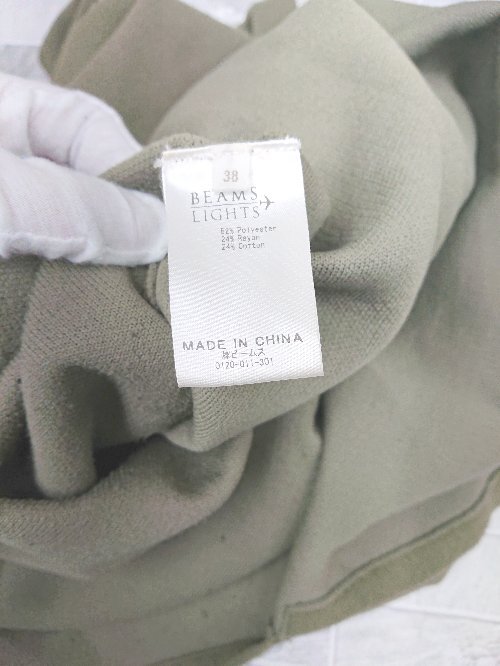 38
BEAMS
LIGHTS
52% Polyester
24% Rayon
24% Cotton
MADE IN CHINA
㈱ビームス
0120-011-301